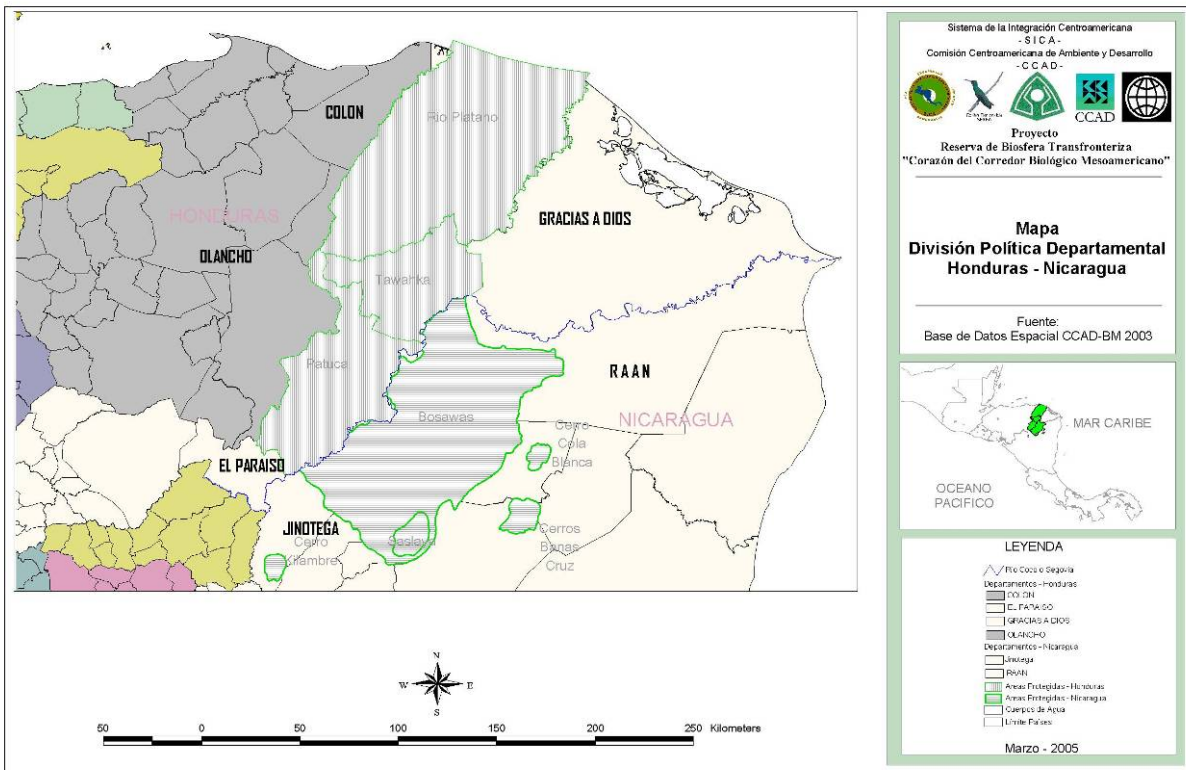 COLON
Rio Platano
HONDURAS
GRACIAS A DIOS
OLANCHO
Tawahka
Patuca
RAAN
Bosawas
NICARAGUA
Cerro
Cola
Blanca
EL PARAISO
JINOTEGA
Cerro
Kilambre
Saslaya
Cerros
Banas
Cruz
N
W E
S
50 0 50 100 150 200 250 Kilometers
Sistema de la Integración Centroamericana
- SICA -
Comisión Centroamericana de Ambiente y Desarrollo
- CCAD -
CCAD
Proyecto
Reserva de Biosfera Transfronteriza
"Corazón del Corredor Biológico Mesoamericano"
Mapa
División Política Departamental
Honduras - Nicaragua
Fuente:
Base de Datos Espacial CCAD-BM 2003
MAR CARIBE
OCEANO
PACIFICO
LEYENDA
Río Coco o Segovia
Departamentos - Honduras
COLON
EL PARAISO
GRACIAS A DIOS
OLANCHO
Departamentos - Nicaragua
Jinotega
RAAN
Areas Protegidas - Honduras
Areas Protegidas - Nicaragua
Cuerpos de Agua
Límite Países
Marzo - 2005